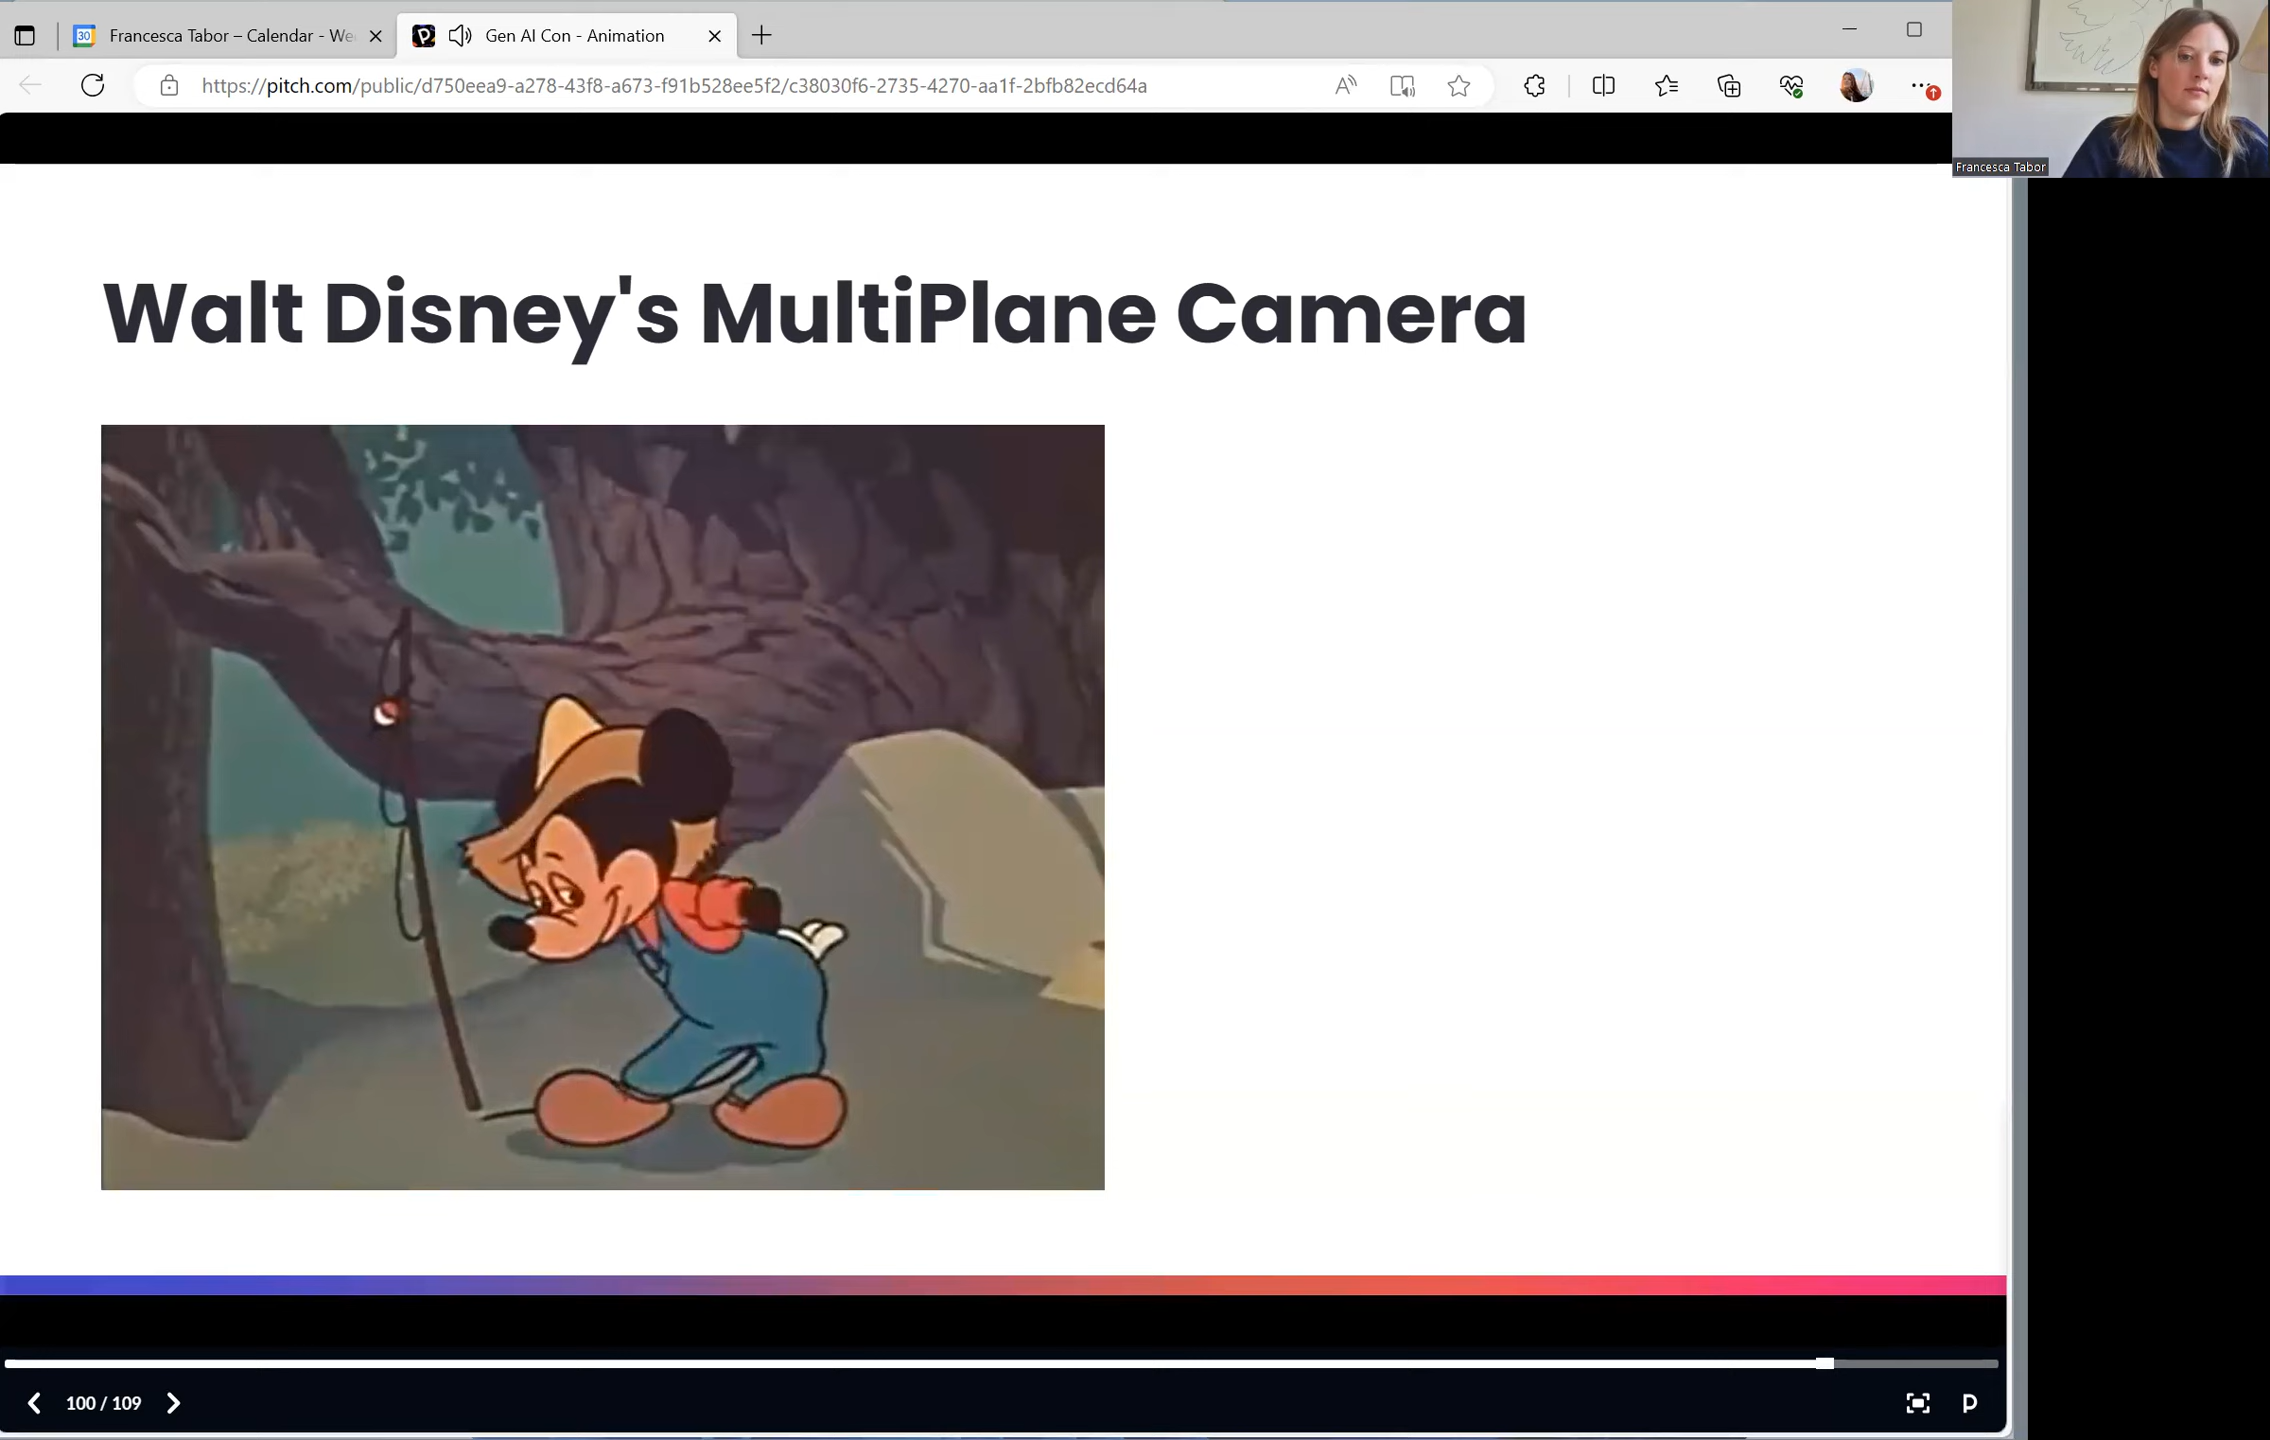 30 Francesca Tabor – Calendar - We
Gen AI Con - Animation
https://pitch.com/public/d750eea9-a278-43f8-a673-f91b528ee5f2/c38030f6-2735-4270-aa1f-2bfb82ecd64a
Francesca Tabor
Walt Disney's MultiPlane Camera
100 / 109